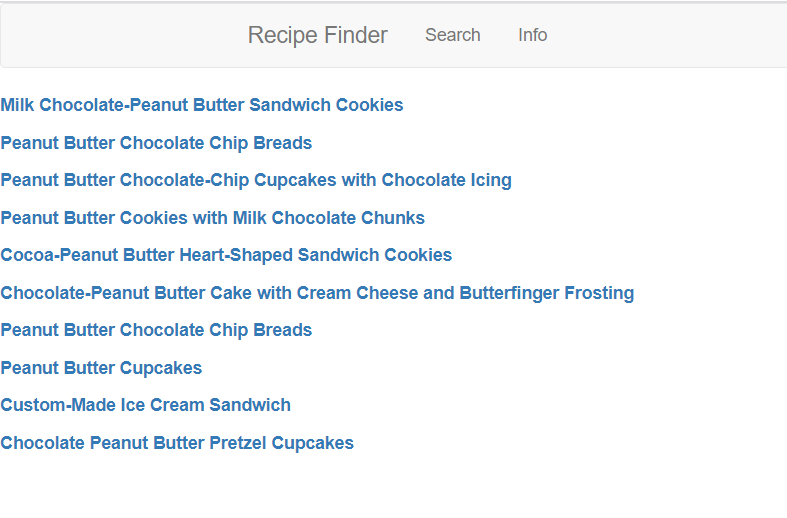 Recipe Finder Search Info
Milk Chocolate-Peanut Butter Sandwich Cookies
Peanut Butter Chocolate Chip Breads
Peanut Butter Chocolate-Chip Cupcakes with Chocolate Icing
Peanut Butter Cookies with Milk Chocolate Chunks
Cocoa-Peanut Butter Heart-Shaped Sandwich Cookies
Chocolate-Peanut Butter Cake with Cream Cheese and Butterfinger Frosting
Peanut Butter Chocolate Chip Breads
Peanut Butter Cupcakes
Custom-Made Ice Cream Sandwich
Chocolate Peanut Butter Pretzel Cupcakes